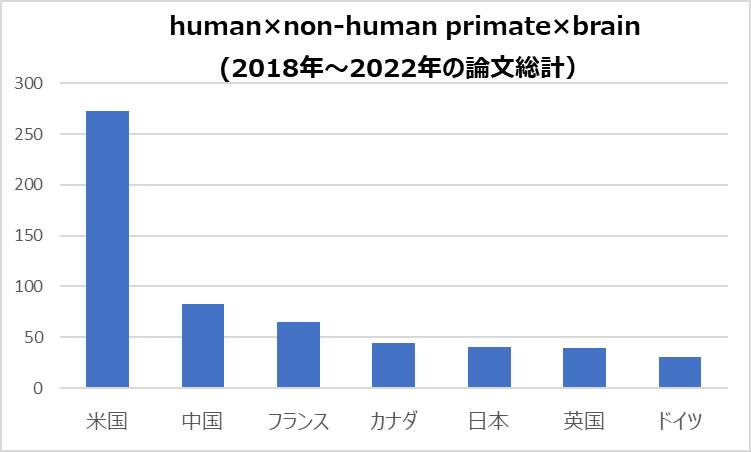 human×non-human primate×brain
(2018年～2022年の論文総計）
300
250
200
150
100
50
0
米国 中国 フランス カナダ 日本 英国 ドイツ